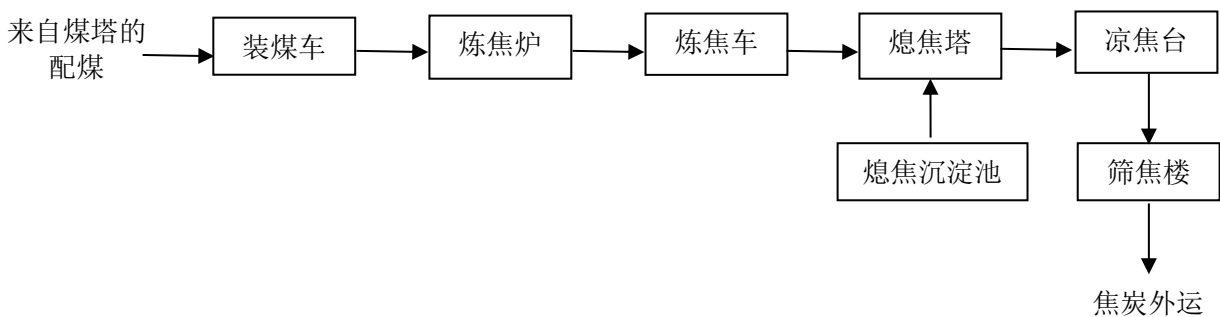 来自煤塔的
配煤
装煤车
炼焦炉
炼焦车
熄焦塔
凉焦台
熄焦沉淀池
筛焦楼
焦炭外运